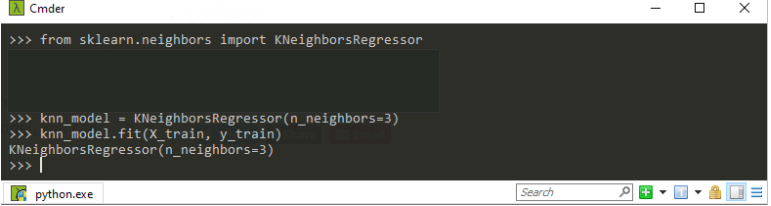 Cmder
>>> from sklearn.neighbors import KNeighborsRegressor
>>> knn_model = KNeighborsRegressor(n_neighbors=3)
>>> knn_model.fit(X_train, y_train)
KNeighborsRegressor(n_neighbors=3)
>>>
python.exe
Search